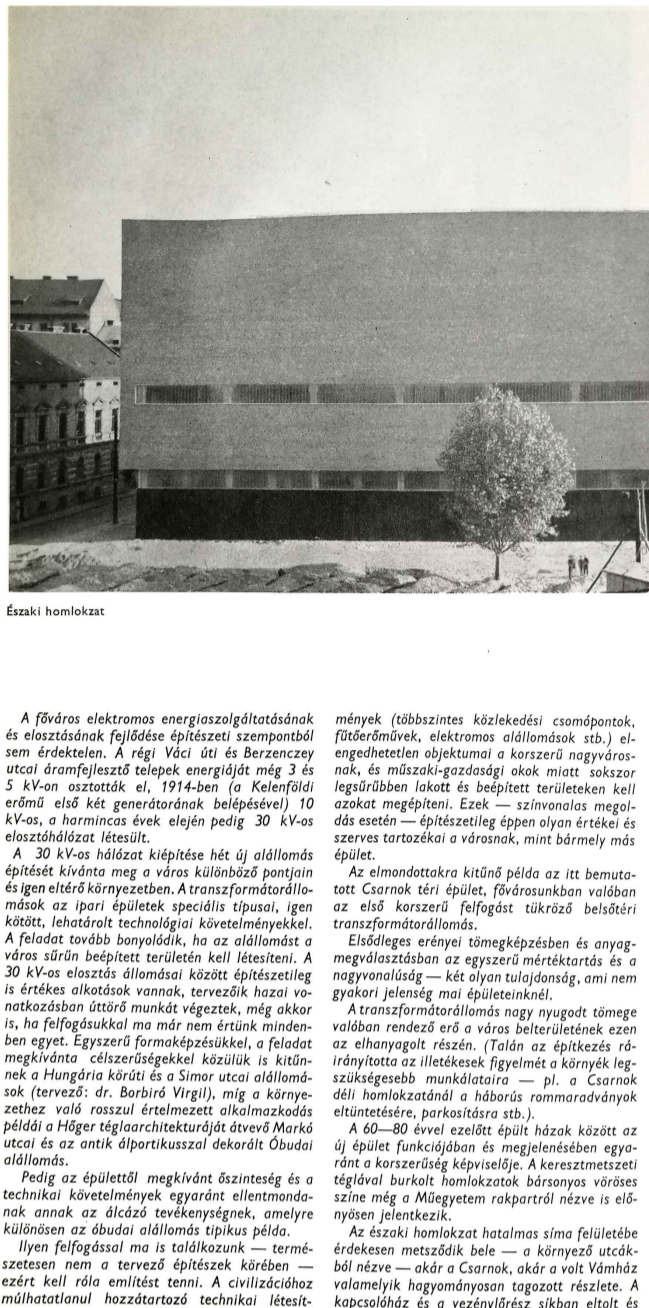 Északi homlokzat
A főváros elektromos energiaszolgáltatásának
és elosztásának fejlődése építészeti szempontból
sem érdektelen. A régi Váci úti és Berzenczey
utcai áramfejlesztő telepek energiáját még 3 és
5 kV-on osztották el, 1914-ben (a Kelenföldi
erőmű első két generátorának belépésével) 10
kV-os, a harmincas évek elején pedig 30 kV-os
elosztóhálózat létesült.
A 30 kV-os hálózat kiépítése hét új alállomás
építését kívánta meg a város különböző pontjain
és igen eltérő környezetben. A transzformátorállo-
mások az ipari épületek speciális típusai, igen
kötött, lehatárolt technológiai követelményekkel.
A feladat tovább bonyolódik, ha az alállomást a
város sűrűn beépített területén kell létesíteni. A
30 kV-os elosztás állomásai között építészetileg
is értékes alkotások vannak, tervezőik hazai vo-
natkozásban úttörő munkát végeztek, még akkor
is, ha felfogásukkal ma már nem értünk minden-
ben egyet. Egyszerű formaképzésükkel, a feladat
megkívánta célszerűségekkel közülük is kitűn-
nek a Hungária körúti és a Simor utcai alállomá-
sok (tervező: dr. Borbiró Virgil), míg a környe-
zethez való rosszul értelmezett alkalmazkodás
példái a Hőger téglaarchitekturáját átvevő Markó
utcai és az antik álportikusszal dekorált Óbudai
alállomás.
Pedig az épülettől megkívánt őszinteség és a
technikai követelmények egyaránt ellentmonda-
nak annak az álcázó tevékenységnek, amelyre
különösen az óbudai alállomás tipikus példa.
Ilyen felfogással ma is találkozunk — termé-
szetesen nem a tervező építészek körében —
ezért kell róla említést tenni. A civilizációhoz
múlhatatlanul hozzátartozó technikai létesít-
mények (többszintes közlekedési csomópontok,
fűtőerőművek, elektromos alállomások stb.) el-
engedhetetlen objektumai a korszerű nagyváros-
nak, és műszaki-gazdasági okok miatt sokszor
legsűrűbben lakott és beépített területeken kell
azokat megépíteni. Ezek — színvonalas megol-
dás esetén — építészetileg éppen olyan értékei és
szerves tartozékai a városnak, mint bármely más
épület.
Az elmondottakra kitűnő példa az itt bemuta-
tott Csarnok téri épület, fővárosunkban valóban
az első korszerű felfogást tükröző belsőtéri
transzformátorállomás.
Elsődleges erényei tömegképzésben és anyag-
megválasztásban az egyszerű mértéktartás és a
nagyvonalúság — két olyan tulajdonság, ami nem
gyakori jelenség mai épületeinknél.
A transzformátorállomás nagy nyugodt tömege
valóban rendező erő a város belterületének ezen
az elhanyagolt részén. (Talán az építkezés rá-
irányította az illetékesek figyelmét a környék leg-
szükségesebb munkálataira — pl. a Csarnok
déli homlokzatánál a háborús rommaradványok
eltüntetésére, parkosításra stb.).
A 60—80 évvel ezelőtt épült házak között az
új épület funkciójában és megjelenésében egya-
ránt a korszerűség képviselője. A keresztmetszeti
téglával burkolt homlokzatok bársonyos vöröses
színe még a Műegyetem rakpartról nézve is elő-
nyösen jelentkezik.
Az északi homlokzat hatalmas síma felületébe
érdekesen metsződik bele — a környező utcák-
ból nézve — akár a Csarnok, akár a volt Vámház
valamelyik hagyományosan tagozott részlete. A
kapcsolóház és a vezénylőrész síkban eltolt és